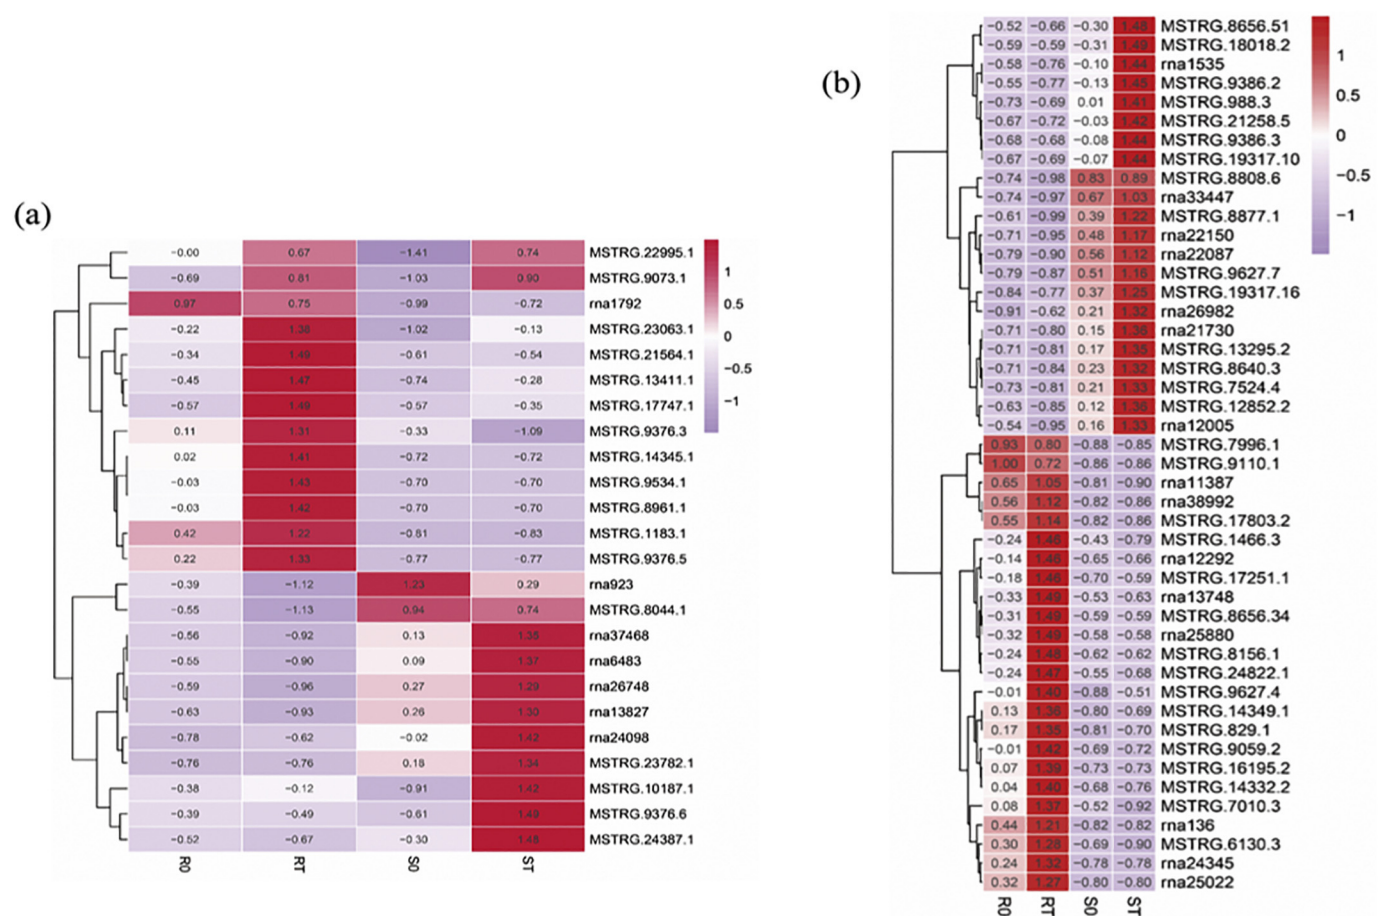 (a)
−0.00 0.67 −1.41 0.74 MSTRG.22995.1
−0.69 0.81 −1.03 0.90 MSTRG.9073.1
rna1792
0.97 0.75 −0.99 −0.72
−0.22 1.38 −1.02 −0.13 MSTRG.23063.1
−0.34 1.49 −0.61 −0.54 MSTRG.21564.1
−0.45 1.47 −0.74 −0.28 MSTRG.13411.1
−0.57 1.49 −0.57 −0.35 MSTRG.17747.1
0.11 1.31 −0.33 −1.09 MSTRG.9376.3
0.02 1.41 −0.72 −0.72 MSTRG.14345.1
−0.03 1.43 −0.70 −0.70 MSTRG.9534.1
−0.03 1.42 −0.70 −0.70 MSTRG.8961.1
0.42 1.22 −0.81 −0.83 MSTRG.1183.1
0.22 1.33 −0.77 −0.77 MSTRG.9376.5
−0.39 −1.12 1.23 0.29 rna923
−0.55 −1.13 0.94 0.74 MSTRG.8044.1
−0.56 −0.92 0.13 1.35 rna37468
−0.55 −0.90 0.09 1.37 rna6483
−0.59 −0.96 0.27 1.29 rna26748
−0.63 −0.93 0.26 1.30 rna13827
−0.78 −0.62 −0.02 1.42 rna24098
−0.76 −0.76 0.18 1.34 MSTRG.23782.1
−0.38 −0.12 −0.91 1.42 MSTRG.10187.1
−0.39 −0.49 −0.61 1.49 MSTRG.9376.6
−0.52 −0.67 −0.30 1.48 MSTRG.24387.1
R0 RT S0 ST
1
0.5
0
−0.5
−1
(b)
−0.52 −0.66 −0.30 1.48 MSTRG.8656.51
−0.59 −0.59 −0.31 1.49 MSTRG.18018.2
−0.58 −0.76 −0.10 1.44 rna1535
−0.55 −0.77 −0.13 1.45 MSTRG.9386.2
−0.73 −0.69 0.01 1.41 MSTRG.988.3
−0.67 −0.72 −0.03 1.42 MSTRG.21258.5
−0.68 −0.68 −0.08 1.44 MSTRG.9386.3
−0.67 −0.69 −0.07 1.44 MSTRG.19317.10
−0.74 −0.98 0.83 0.89 MSTRG.8808.6
−0.74 −0.97 0.67 1.03 rna33447
−0.61 −0.99 0.39 1.22 MSTRG.8877.1
−0.71 −0.95 0.48 1.17 rna22150
−0.79 −0.90 0.56 1.12 rna22087
−0.79 −0.87 0.51 1.16 MSTRG.9627.7
−0.84 −0.77 0.37 1.25 MSTRG.19317.16
−0.91 −0.62 0.21 1.32 rna26982
−0.71 −0.80 0.15 1.36 rna21730
−0.71 −0.81 0.17 1.35 MSTRG.13295.2
−0.71 −0.84 0.23 1.32 MSTRG.8640.3
−0.73 −0.81 0.21 1.33 MSTRG.7524.4
−0.63 −0.85 0.12 1.36 MSTRG.12852.2
−0.54 −0.95 0.16 1.33 rna12005
0.93 0.80 −0.88 −0.85 MSTRG.7996.1
1.00 0.72 −0.86 −0.86 MSTRG.9110.1
0.65 1.05 −0.81 −0.90 rna11387
0.56 1.12 −0.82 −0.86 rna38992
0.55 1.14 −0.82 −0.86 MSTRG.17803.2
−0.24 1.46 −0.43 −0.79 MSTRG.1466.3
−0.14 1.46 −0.65 −0.66 rna12292
−0.18 1.46 −0.70 −0.59 MSTRG.17251.1
−0.33 1.49 −0.53 −0.63 rna13748
−0.31 1.49 −0.59 −0.59 MSTRG.8656.34
−0.32 1.49 −0.58 −0.58 rna25880
−0.24 1.48 −0.62 −0.62 MSTRG.8156.1
−0.24 1.47 −0.55 −0.68 MSTRG.24822.1
−0.01 1.40 −0.88 −0.51 MSTRG.9627.4
0.13 1.36 −0.80 −0.69 MSTRG.14349.1
0.17 1.35 −0.81 −0.70 MSTRG.829.1
−0.01 1.42 −0.69 −0.72 MSTRG.9059.2
0.07 1.39 −0.73 −0.73 MSTRG.16195.2
0.04 1.40 −0.68 −0.76 MSTRG.14332.2
0.08 1.37 −0.52 −0.92 MSTRG.7010.3
0.44 1.21 −0.82 −0.82 rna136
0.30 1.28 −0.69 −0.90 MSTRG.6130.3
0.24 1.32 −0.78 −0.78 rna24345
0.32 1.27 −0.80 −0.80 rna25022
R0 RT S0 ST
1
0.5
0
−0.5
−1